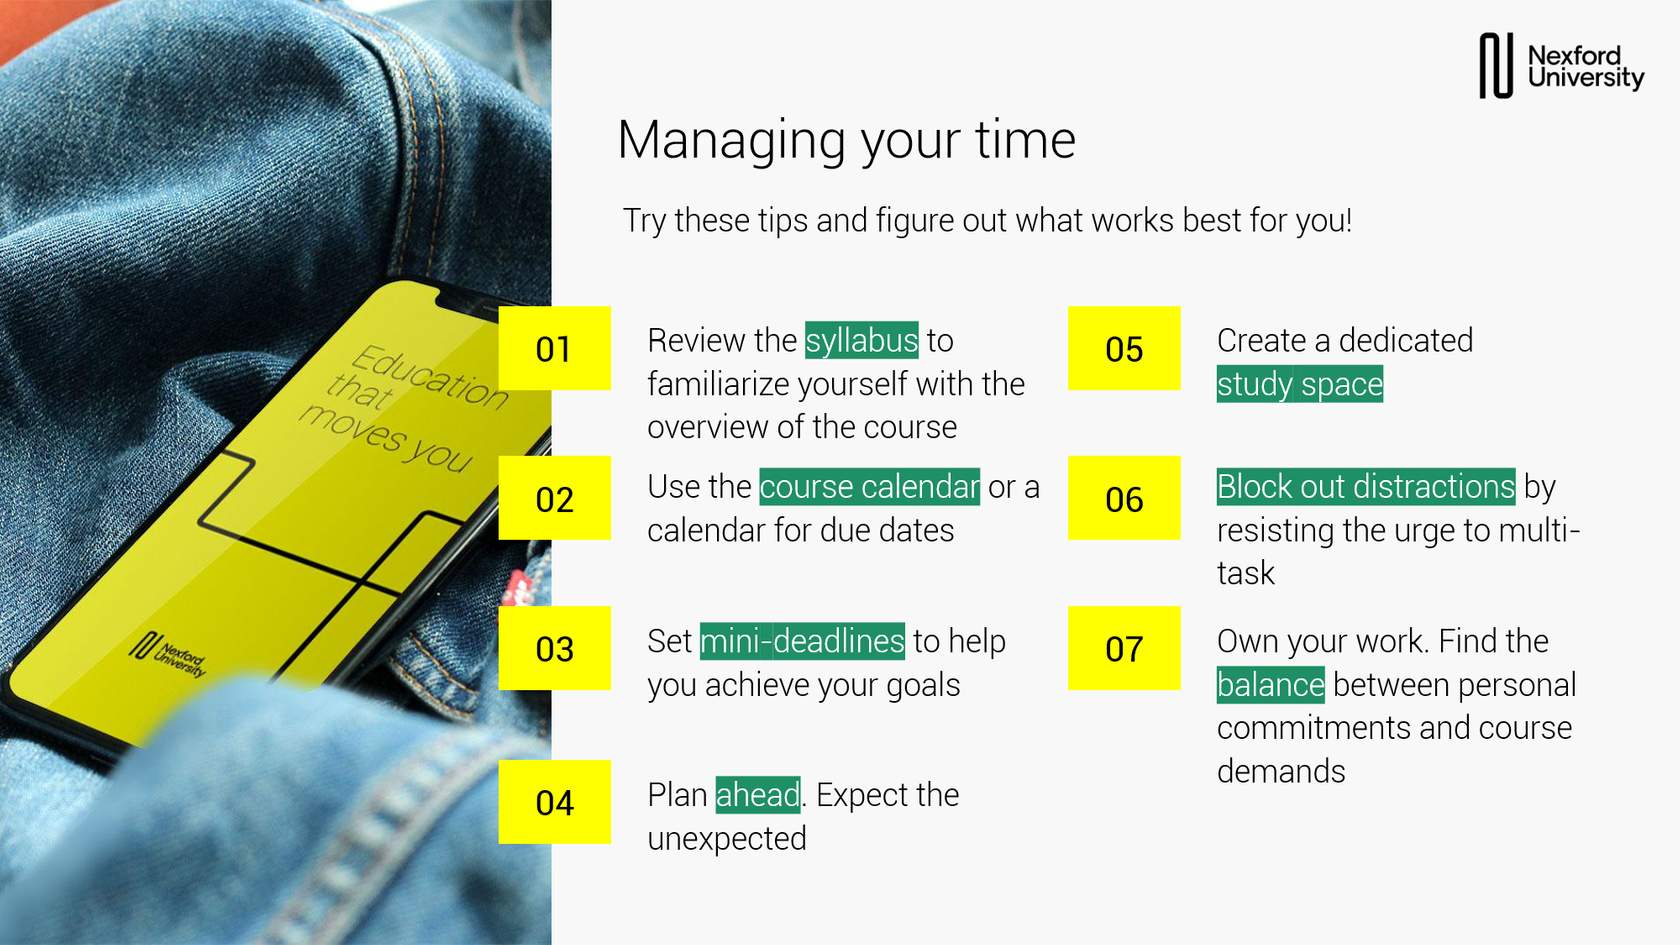 Nexford
University
Managing your time
Try these tips and figure out what works best for you!
Education
that
moves you
Nexford
University
01
Review the syllabus to
familiarize yourself with the
overview of the course
02
Use the course calendar or a
calendar for due dates
03
Set mini-deadlines to help
you achieve your goals
04
Plan ahead. Expect the
unexpected
05
Create a dedicated
study space
06
Block out distractions by
resisting the urge to multi-
task
07
Own your work. Find the
balance between personal
commitments and course
demands